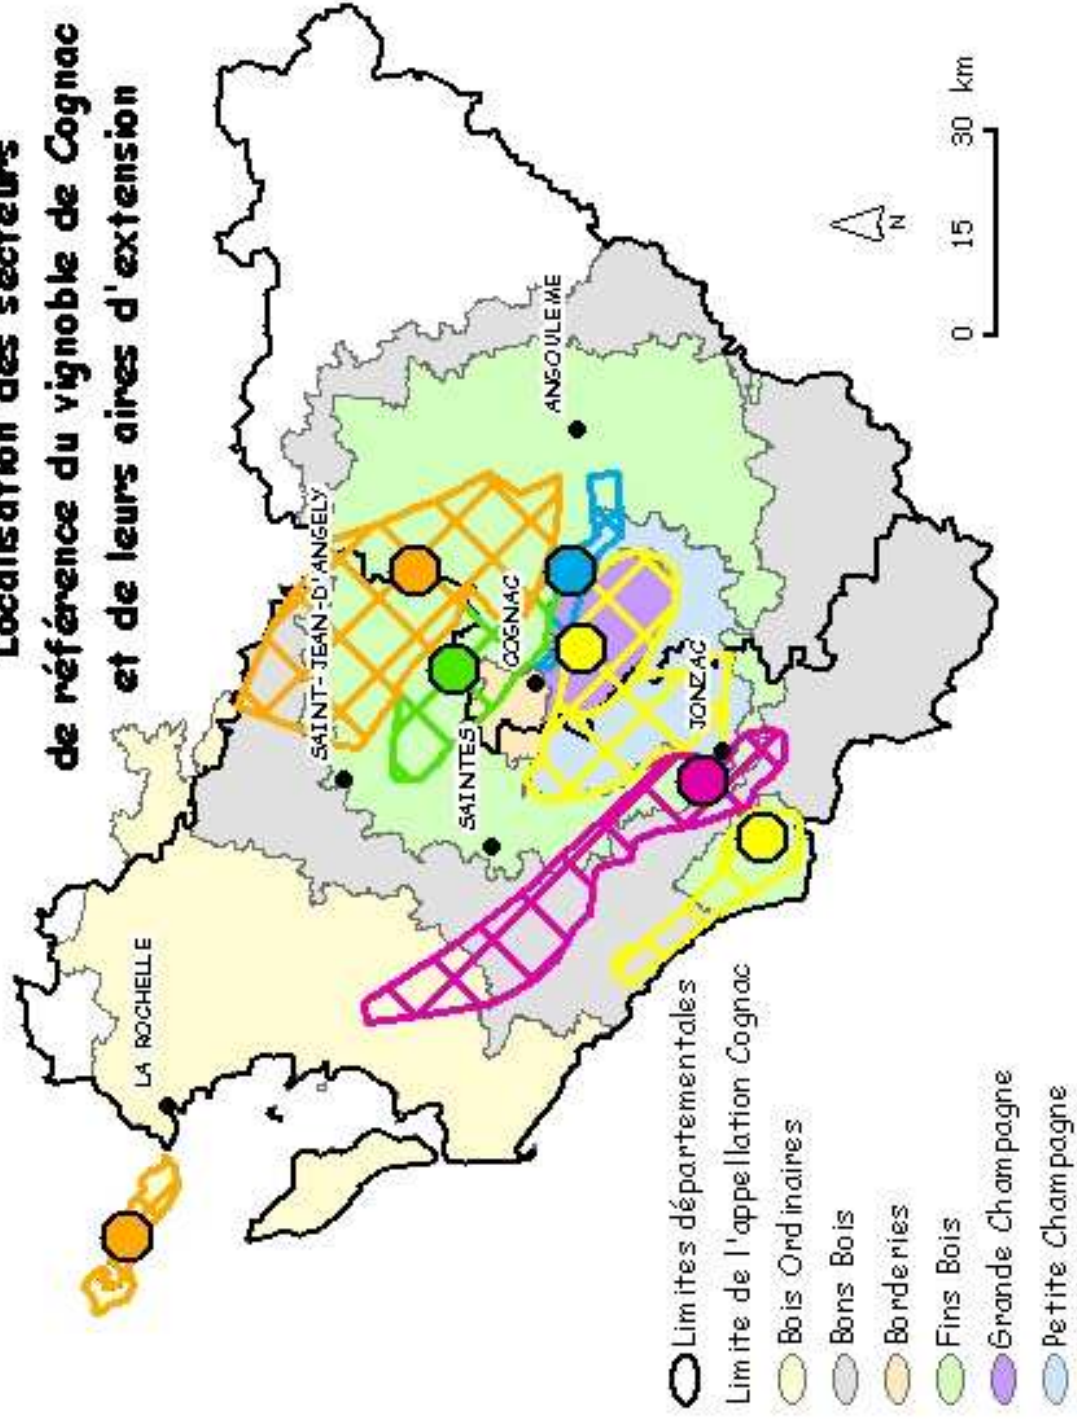 Localisation des secteurs
de référence du vignoble de Cognac
et de leurs aires d'extension
LA ROCHELLE
SAINT-JEAN-D'ANGELY
SAINTES
COGNAC
ANGOULEME
JONZAC
N
0 15 30 km
Limites départementales
Limite de l'appellation Cognac
Bois Ordinaires
Bons Bois
Borderies
Fins Bois
Grande Champagne
Petite Champagne